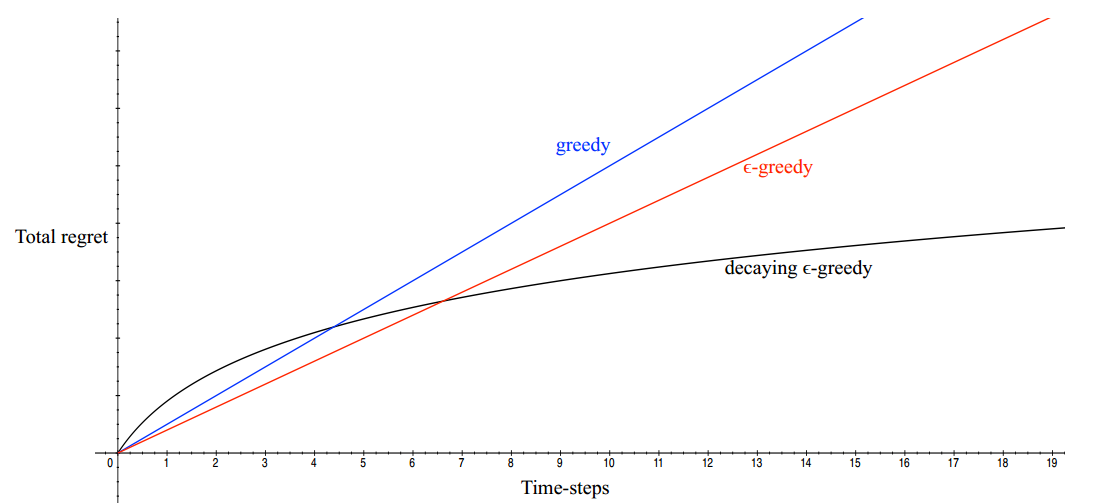 greedy
ϵ-greedy
Total regret
decaying ϵ-greedy
0 1 2 3 4 5 6 7 8 9 10 11 12 13 14 15 16 17 18 19
Time-steps